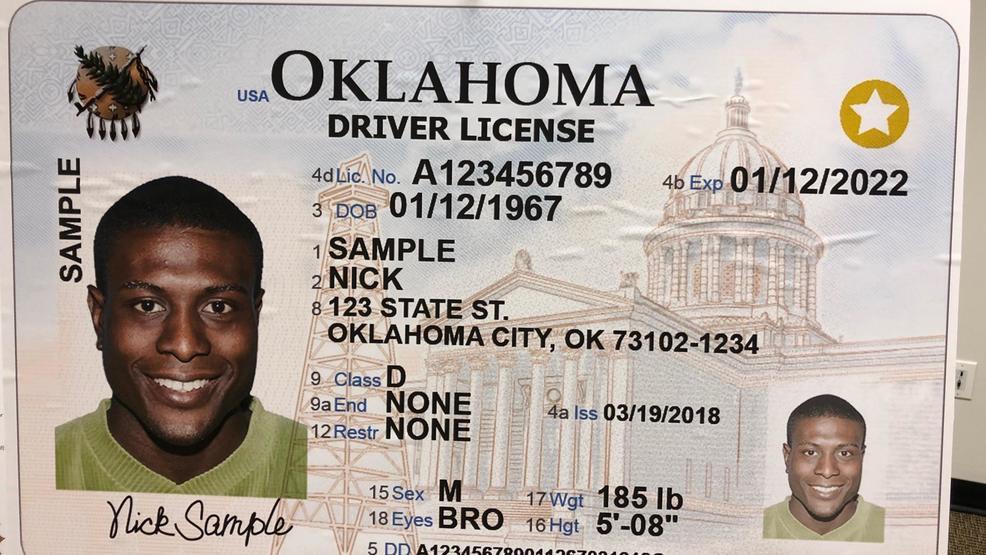 USA OKLAHOMA
DRIVER LICENSE
SAMPLE
4d Lic. No. A123456789 4b Exp 01/12/2022
3 DOB 01/12/1967
1 SAMPLE
2 NICK
8 123 STATE ST.
OKLAHOMA CITY, OK 73102-1234
9 Class D
9a End NONE 4a Iss 03/19/2018
12 Restr NONE
15 Sex M 17 Wgt 185 lb
18 Eyes BRO 16 Hgt 5'-08"
Nick Sample
5 DD